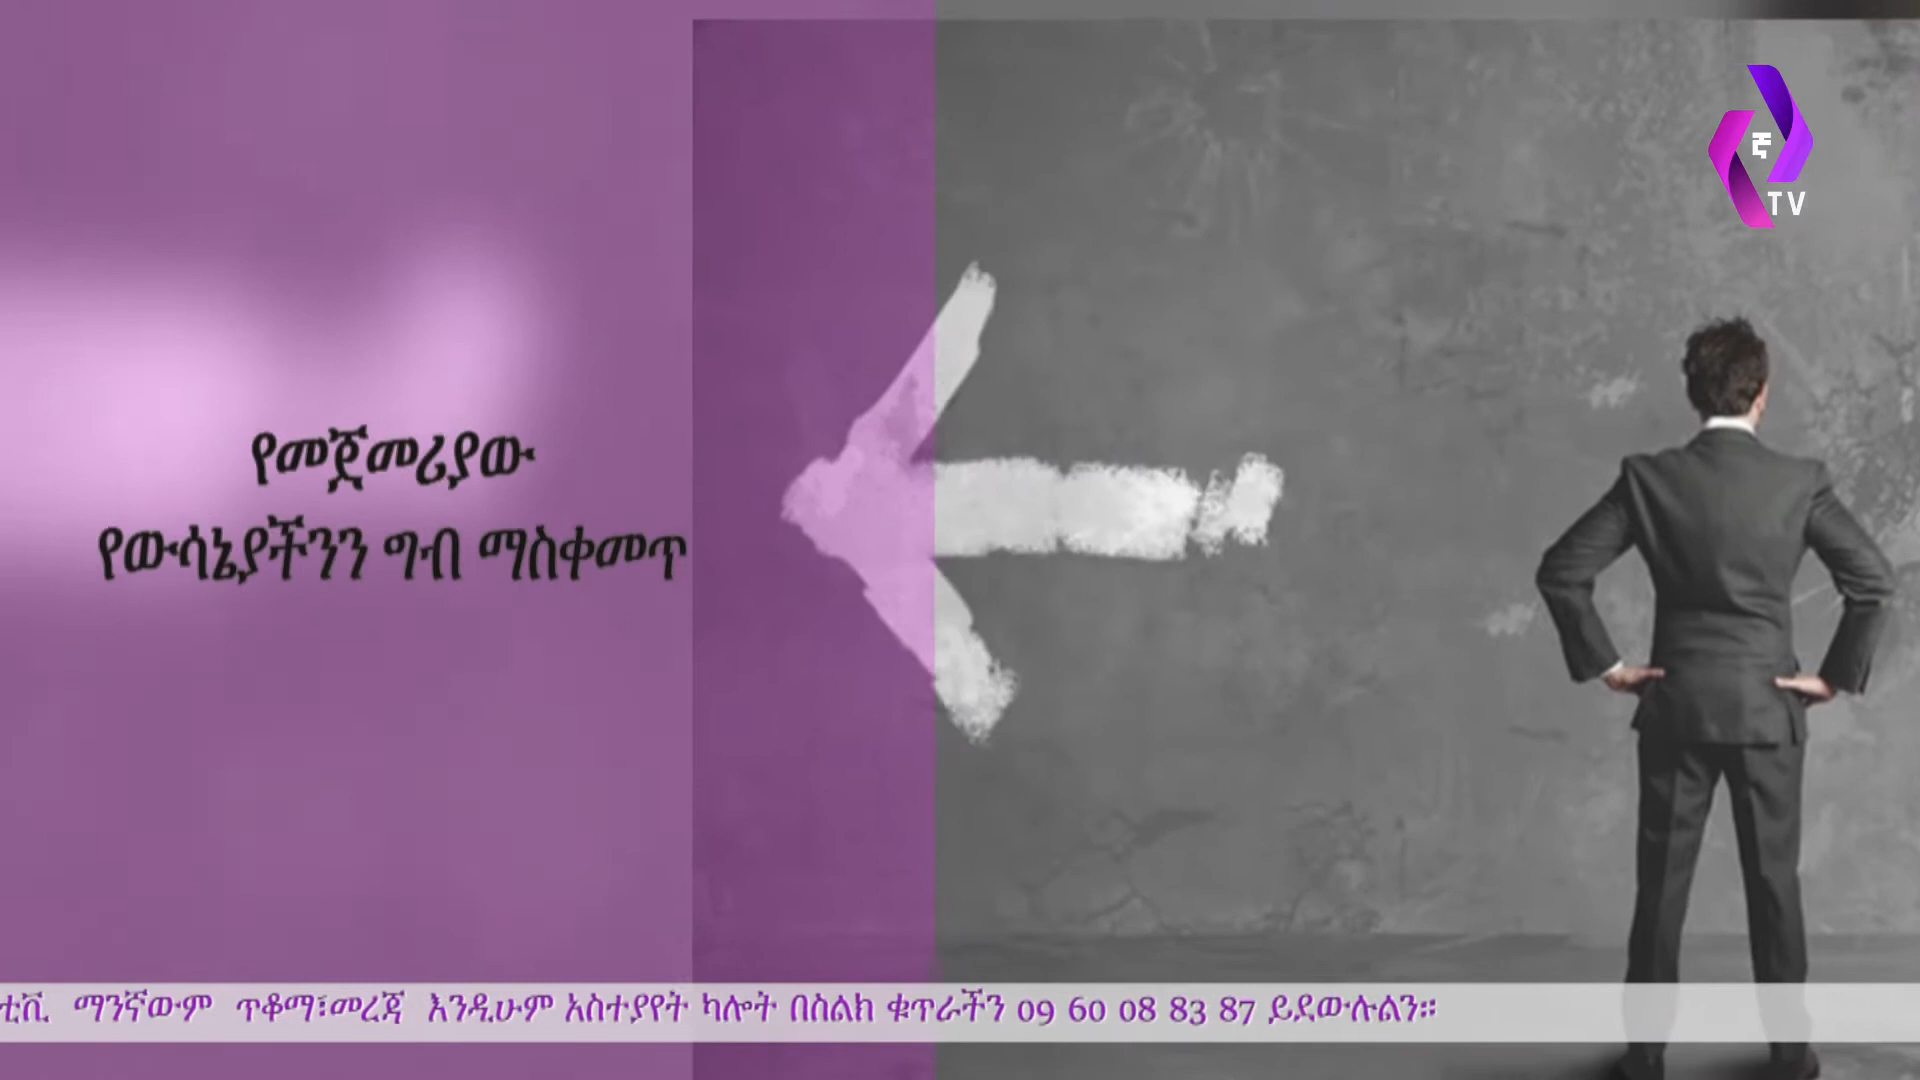 ኛ
TV
የመጀመሪያው
የውሳኔያችንን ግብ ማስቀመጥ
ቲቪ ማንኛውም ጥቆማ፣መረጃ እንዲሁም አስተያየት ካሎት በስልክ ቁጥራችን 09 60 08 83 87 ይደውሉልን።